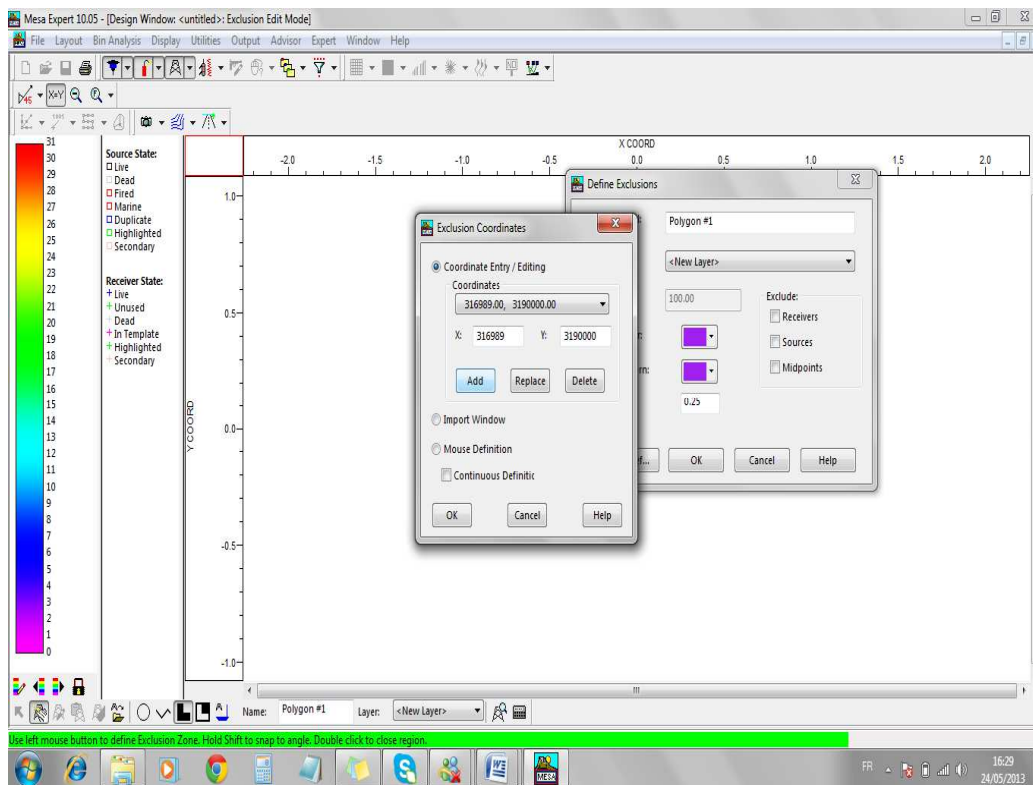 Mesa Expert 10.05 - [Design Window: <untitled>: Exclusion Edit Mode]
File Layout Bin Analysis Display Utilities Output Advisor Expert Window Help
X=Y
31
30
29
28
27
26
25
24
23
22
21
20
19
18
17
16
15
14
13
12
11
10
9
8
7
6
5
4
3
2
1
0
Source State:
Live
Dead
Fired
Marine
Duplicate
Highlighted
Secondary
Receiver State:
Live
Unused
Dead
In Template
Highlighted
Secondary
X COORD
-2.0 -1.5 -1.0 -0.5 0.0 0.5 1.0 1.5 2.0
Y COORD
1.0
0.5
0.0
-0.5
-1.0
Exclusion Coordinates
Coordinate Entry / Editing
Coordinates
316989.00, 3190000.00
X: 316989 Y: 3190000
Add Replace Delete
Import Window
Mouse Definition
Continuous Definitic
OK Cancel Help
Define Exclusions
Polygon #1
<New Layer>
100.00
Exclude:
Receivers
Sources
Midpoints
0.25
OK Cancel Help
Name: Polygon #1 Layer: <New Layer>
Use left mouse button to define Exclusion Zone. Hold Shift to snap to angle. Double click to close region.
MESA
FR
16:29
24/05/2013